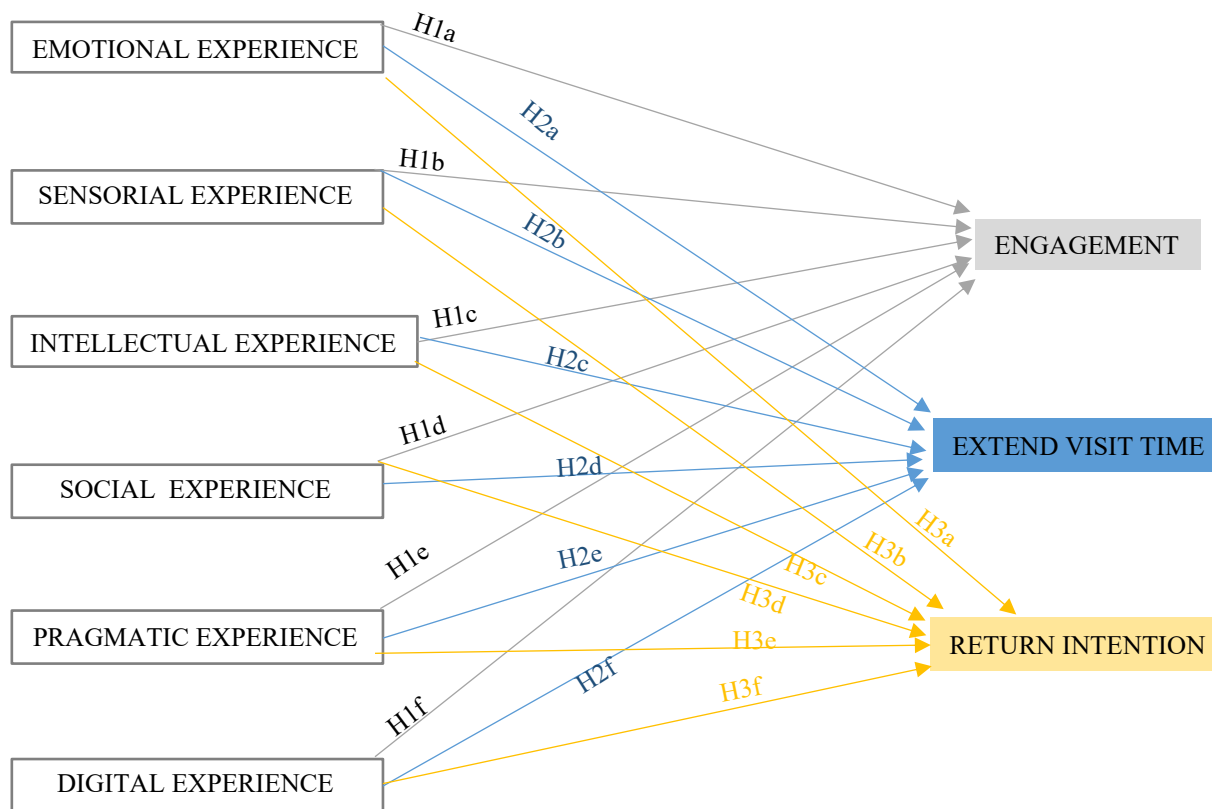 H1a
EMOTIONAL EXPERIENCE
H2a
H1b
SENSORIAL EXPERIENCE
H2b
ENGAGEMENT
H1c
INTELLECTUAL EXPERIENCE
H2c
H1d
EXTEND VISIT TIME
H2d
SOCIAL EXPERIENCE
H3a
H3b
H1e
H2e
H3c
H3d
PRAGMATIC EXPERIENCE
H3e
RETURN INTENTION
H2f
H3f
H1f
DIGITAL EXPERIENCE